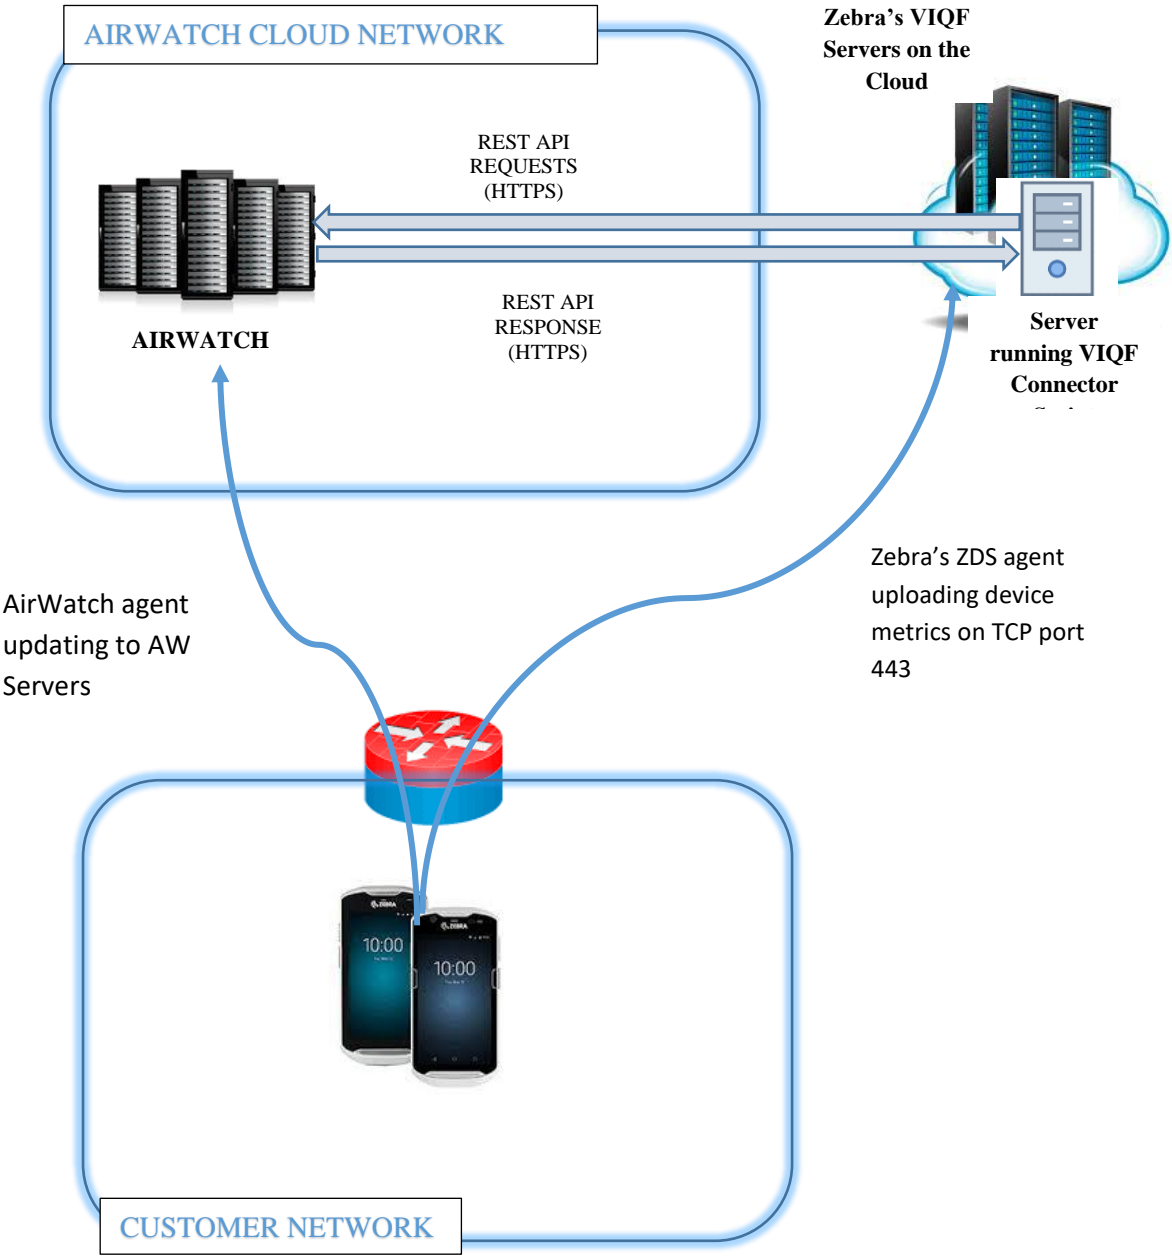 AIRWATCH CLOUD NETWORK
Zebra's VIQF
Servers on the
Cloud
REST API
REQUESTS
(HTTPS)
REST API
RESPONSE
(HTTPS)
AIRWATCH
Server
running VIQF
Connector
Zebra's ZDS agent
uploading device
metrics on TCP port
443
AirWatch agent
updating to AW
Servers
ZEBRA
10:00
ZEBRA
10:00
CUSTOMER NETWORK